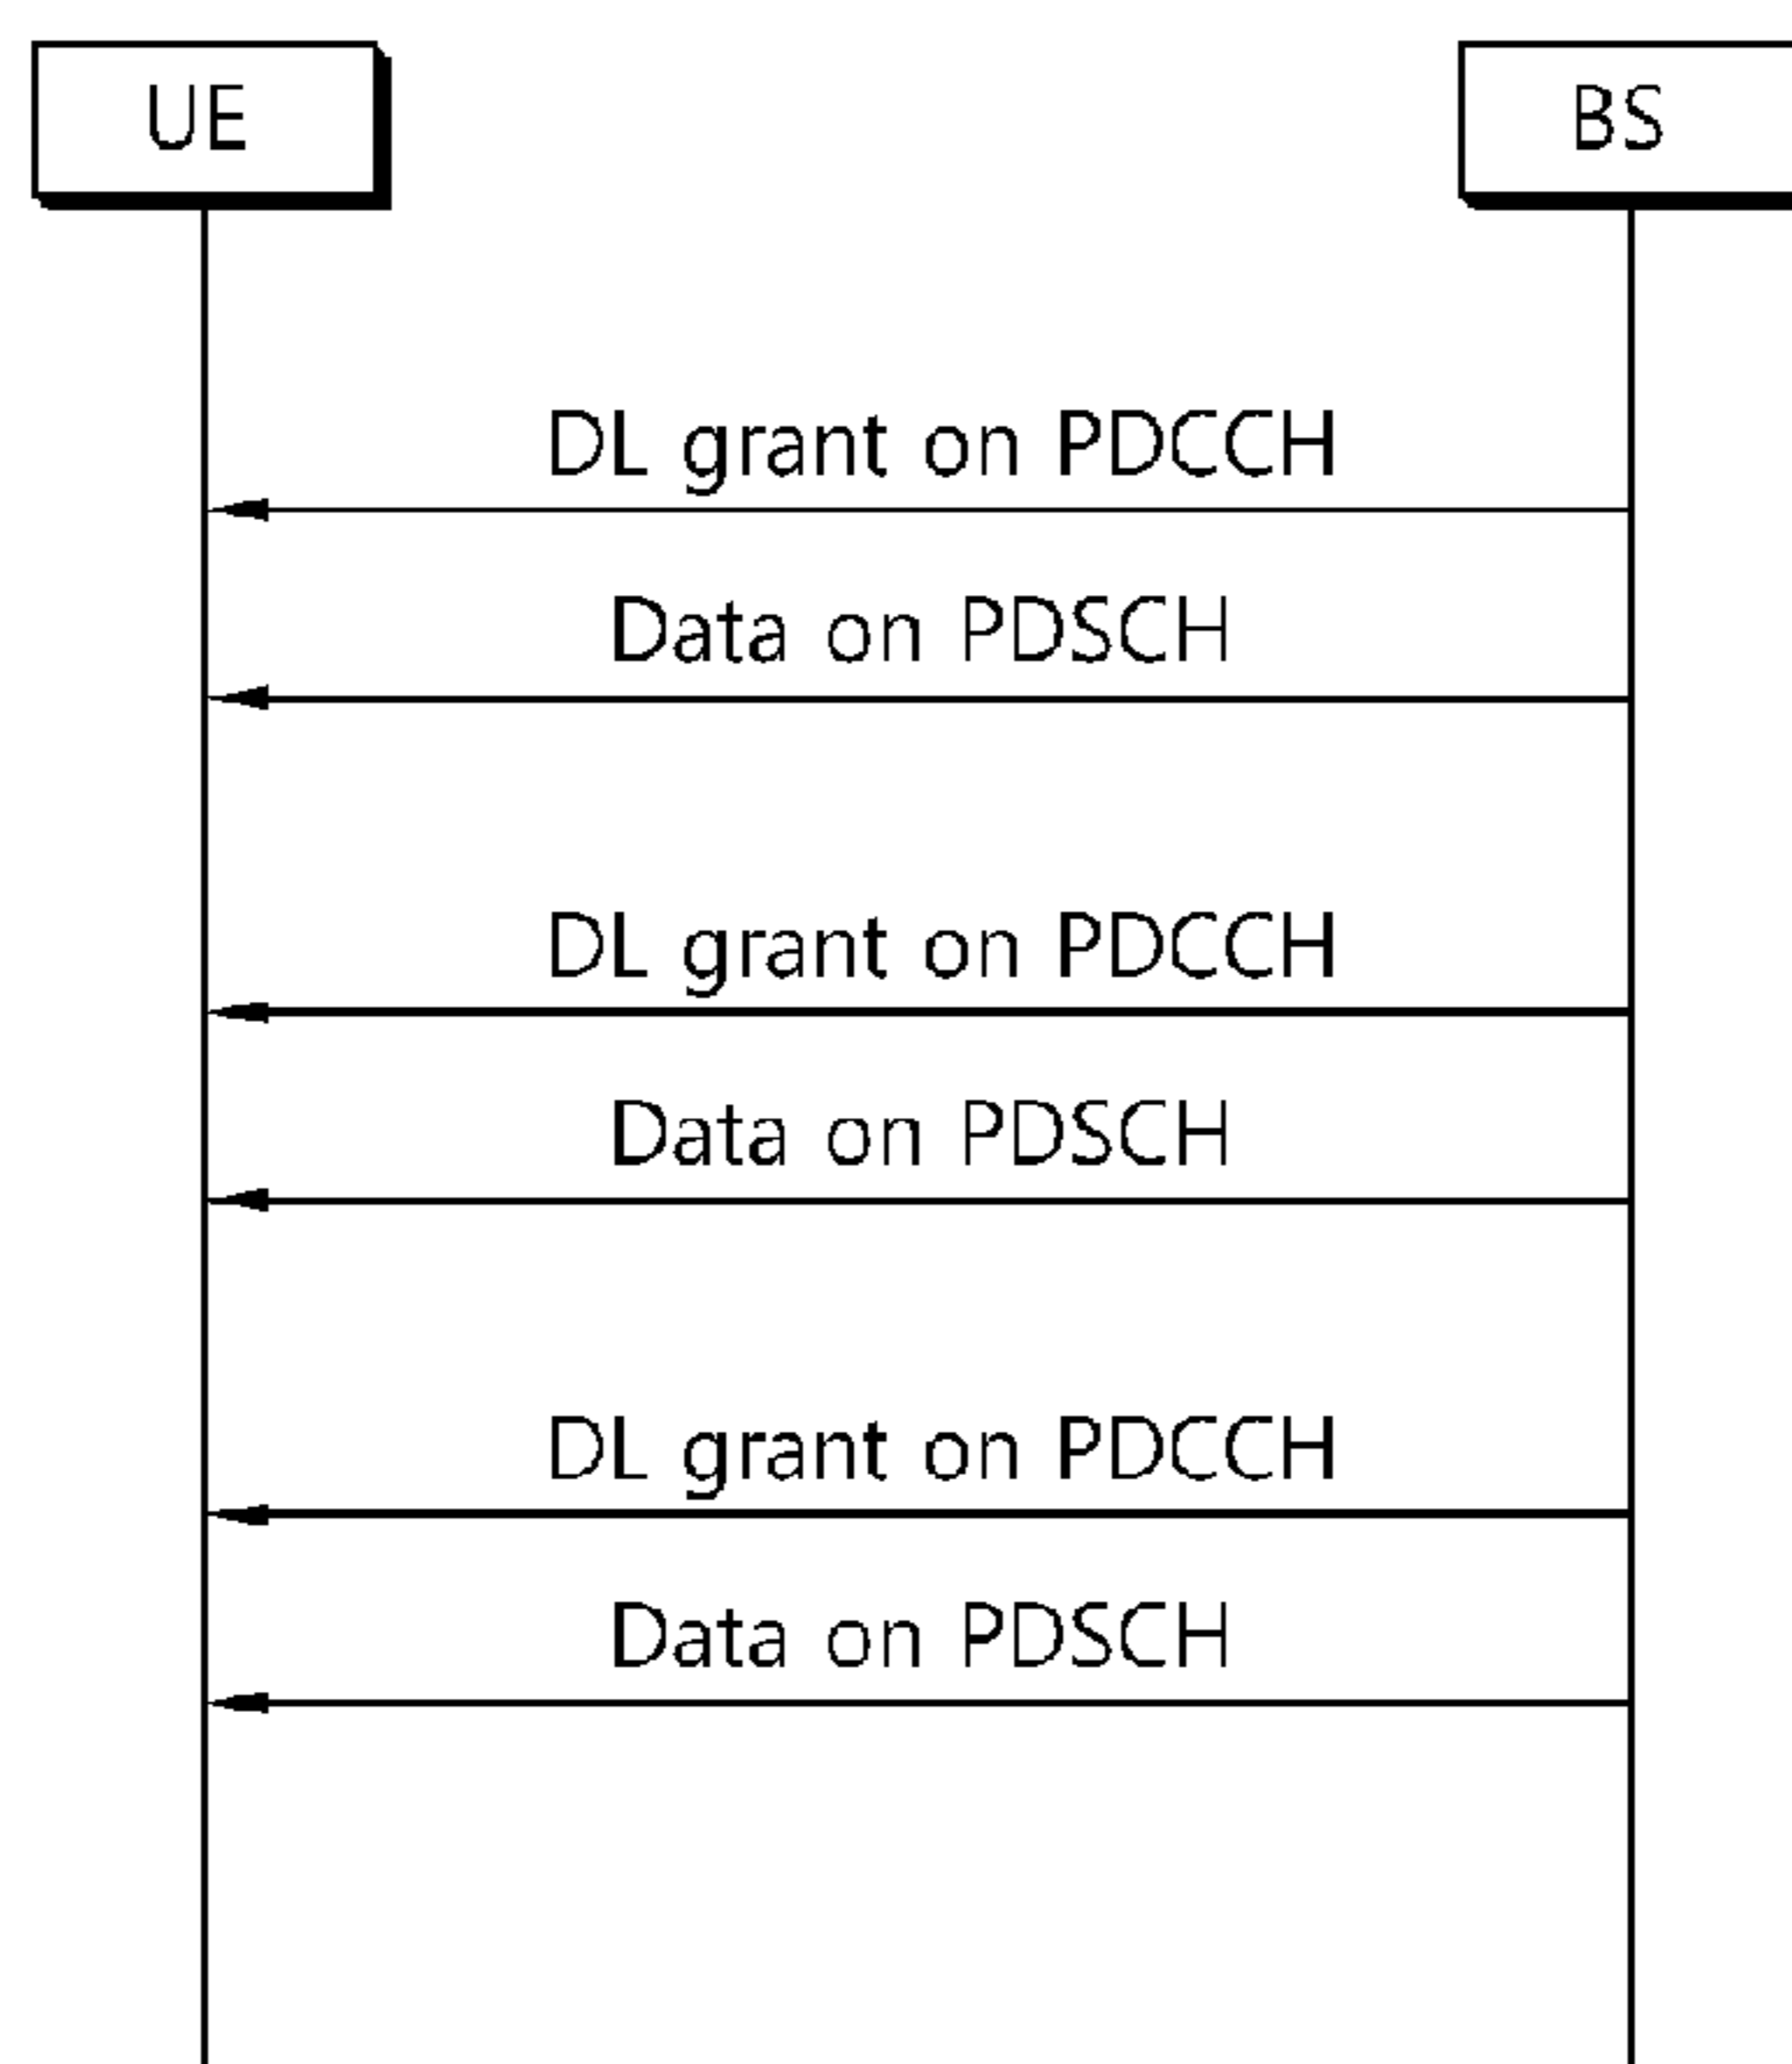 UE
BS
DL grant on PDCCH
Data on PDSCH
DL grant on PDCCH
Data on PDSCH
DL grant on PDCCH
Data on PDSCH